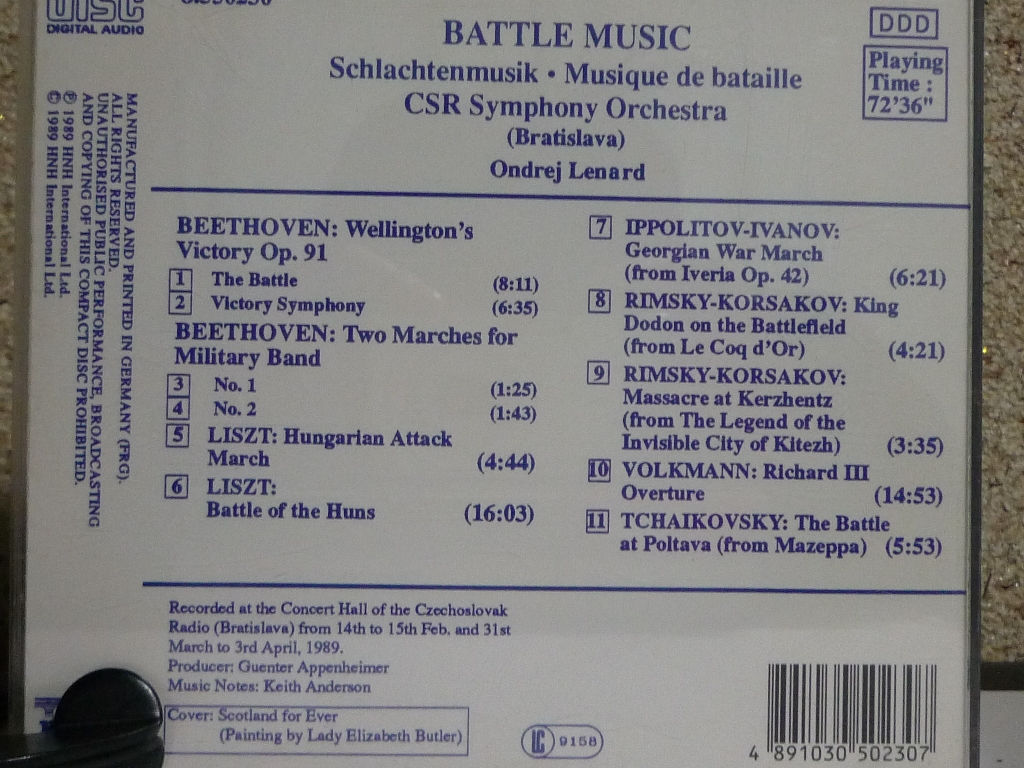 DISC
DIGITAL AUDIO
BATTLE MUSIC
Schlachtenmusik • Musique de bataille
CSR Symphony Orchestra
(Bratislava)
Ondrej Lenard
DDD
Playing
Time :
72'36"
MANUFACTURED AND PRINTED IN GERMANY (FRG).
ALL RIGHTS RESERVED.
UNAUTHORISED PUBLIC PERFORMANCE, BROADCASTING
AND COPYING OF THIS COMPACT DISC PROHIBITED.
℗ 1989 HNH International Ltd.
© 1989 HNH International Ltd.
BEETHOVEN: Wellington's
Victory Op. 91
1 The Battle (8:11)
2 Victory Symphony (6:35)
BEETHOVEN: Two Marches for
Military Band
3 No. 1 (1:25)
4 No. 2 (1:43)
5 LISZT: Hungarian Attack
March (4:44)
6 LISZT:
Battle of the Huns (16:03)
7 IPPOLITOV-IVANOV:
Georgian War March
(from Iveria Op. 42) (6:21)
8 RIMSKY-KORSAKOV: King
Dodon on the Battlefield
(from Le Coq d'Or) (4:21)
9 RIMSKY-KORSAKOV:
Massacre at Kerzhentz
(from The Legend of the
Invisible City of Kitezh) (3:35)
10 VOLKMANN: Richard III
Overture (14:53)
11 TCHAIKOVSKY: The Battle
at Poltava (from Mazeppa) (5:53)
Recorded at the Concert Hall of the Czechoslovak
Radio (Bratislava) from 14th to 15th Feb. and 31st
March to 3rd April, 1989.
Producer: Guenter Appenheimer
Music Notes: Keith Anderson
Cover: Scotland for Ever
(Painting by Lady Elizabeth Butler)
LC 9158
4 891030 502307